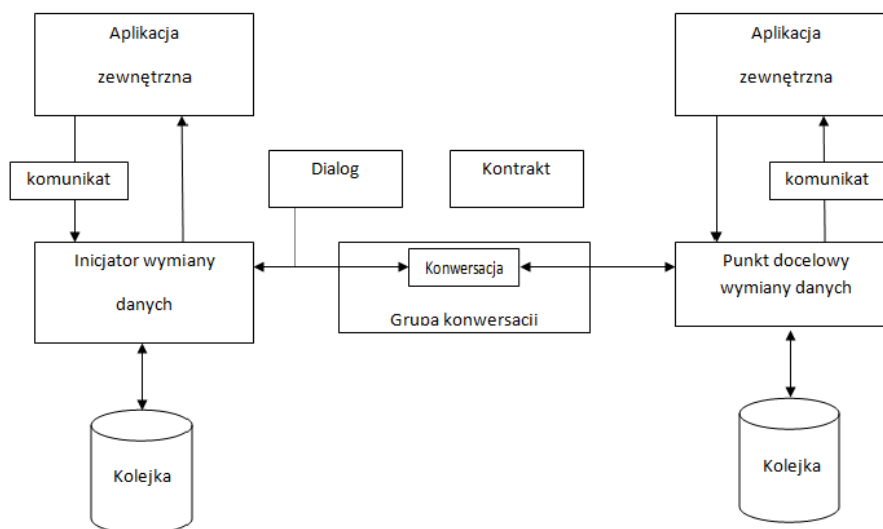 Aplikacja
zewnętrzna
Aplikacja
zewnętrzna
komunikat
Dialog
Kontrakt
komunikat
Inicjator wymiany
danych
Konwersacja
Grupa konwersacji
Punkt docelowy
wymiany danych
Kolejka
Kolejka